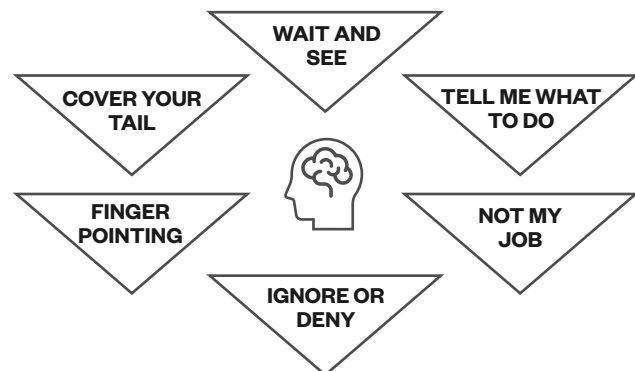 WAIT AND
SEE
COVER YOUR
TAIL
TELL ME WHAT
TO DO
FINGER
POINTING
NOT MY
JOB
IGNORE OR
DENY